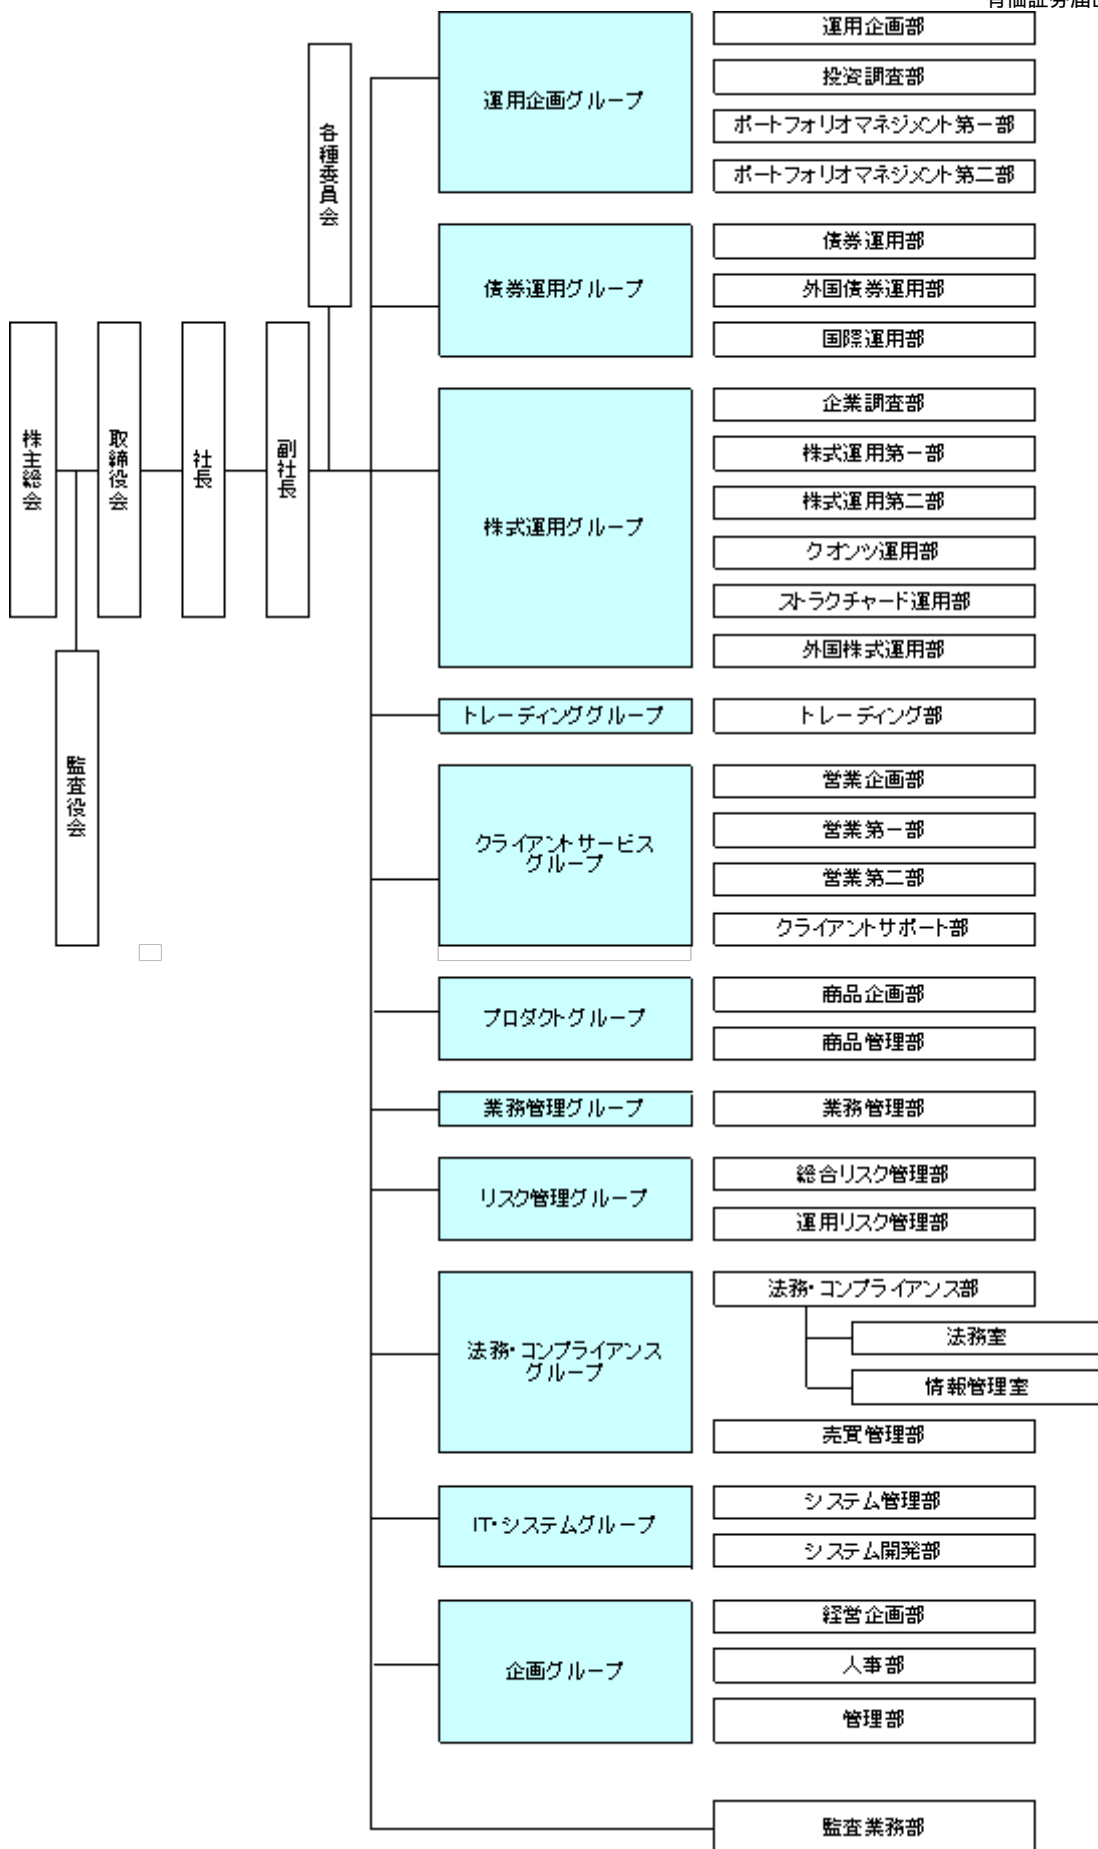 各種委員会
株主総会
取締役会
社長
副社長
監査役会
運用企画グループ
運用企画部
投資調査部
ポートフォリオマネジメント第一部
ポートフォリオマネジメント第二部
債券運用グループ
債券運用部
外国債券運用部
国際運用部
株式運用グループ
企業調査部
株式運用第一部
株式運用第二部
クオンツ運用部
ストラクチャード運用部
外国株式運用部
トレーディンググループ
トレーディング部
クライアントサービス
グループ
営業企画部
営業第一部
営業第二部
クライアントサポート部
プロダクトグループ
商品企画部
商品管理部
業務管理グループ
業務管理部
リスク管理グループ
総合リスク管理部
運用リスク管理部
法務・コンプライアンス
グループ
法務・コンプライアンス部
法務室
情報管理室
売買管理部
IT・システムグループ
システム管理部
システム開発部
企画グループ
経営企画部
人事部
管理部
監査業務部